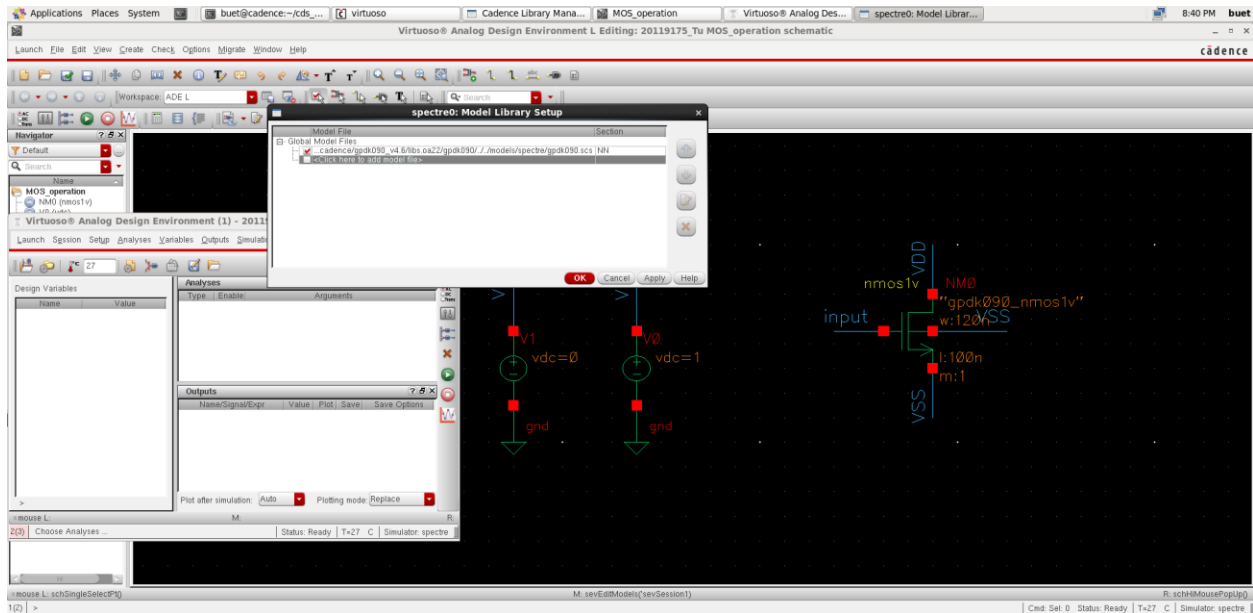 Applications Places System buet@cadence:~/cds_... virtuoso Cadence Library Mana... MOS_operation Virtuoso® Analog Des... spectre0: Model Librar... 8:40 PM buet
Virtuoso® Analog Design Environment L Editing: 20119175_Tu MOS_operation schematic
Launch File Edit View Create Check Options Migrate Window Help
cādence
Workspace: ADE L
Search
spectre0: Model Library Setup
Model File Section
Global Model Files
...cadence/gpdk090_v4.6/libs.oa22/gpdk090/../../models/spectre/gpdk090.scs NN
<Click here to add model file>
OK Cancel Apply Help
Navigator
Default
Search
Name
MOS_operation
NM0 (nmos1v)
V0 (vdc)
Virtuoso® Analog Design Environment (1) - 2011
Launch Session Setup Analyses Variables Outputs Simulati
27
Design Variables
Name Value
Analyses
Type Enable Arguments
Outputs
Name/Signal/Expr Value Plot Save Save Options
Plot after simulation: Auto Plotting mode: Replace
>
mouse L: M: R:
2(3) Choose Analyses ... Status: Ready T=27 C Simulator: spectre
V1
vdc=0
gnd
V0
vdc=1
gnd
VDD
nmos1v NM0
"gpdk090_nmos1v"
input
w:120n
VSS
l:100n
m:1
VSS
mouse L: schSingleSelectPt() M: sevEditModels('sevSession1) R: schHiMousePopUp()
1(2) > Cmd: Sel: 0 Status: Ready T=27 C Simulator: spectre